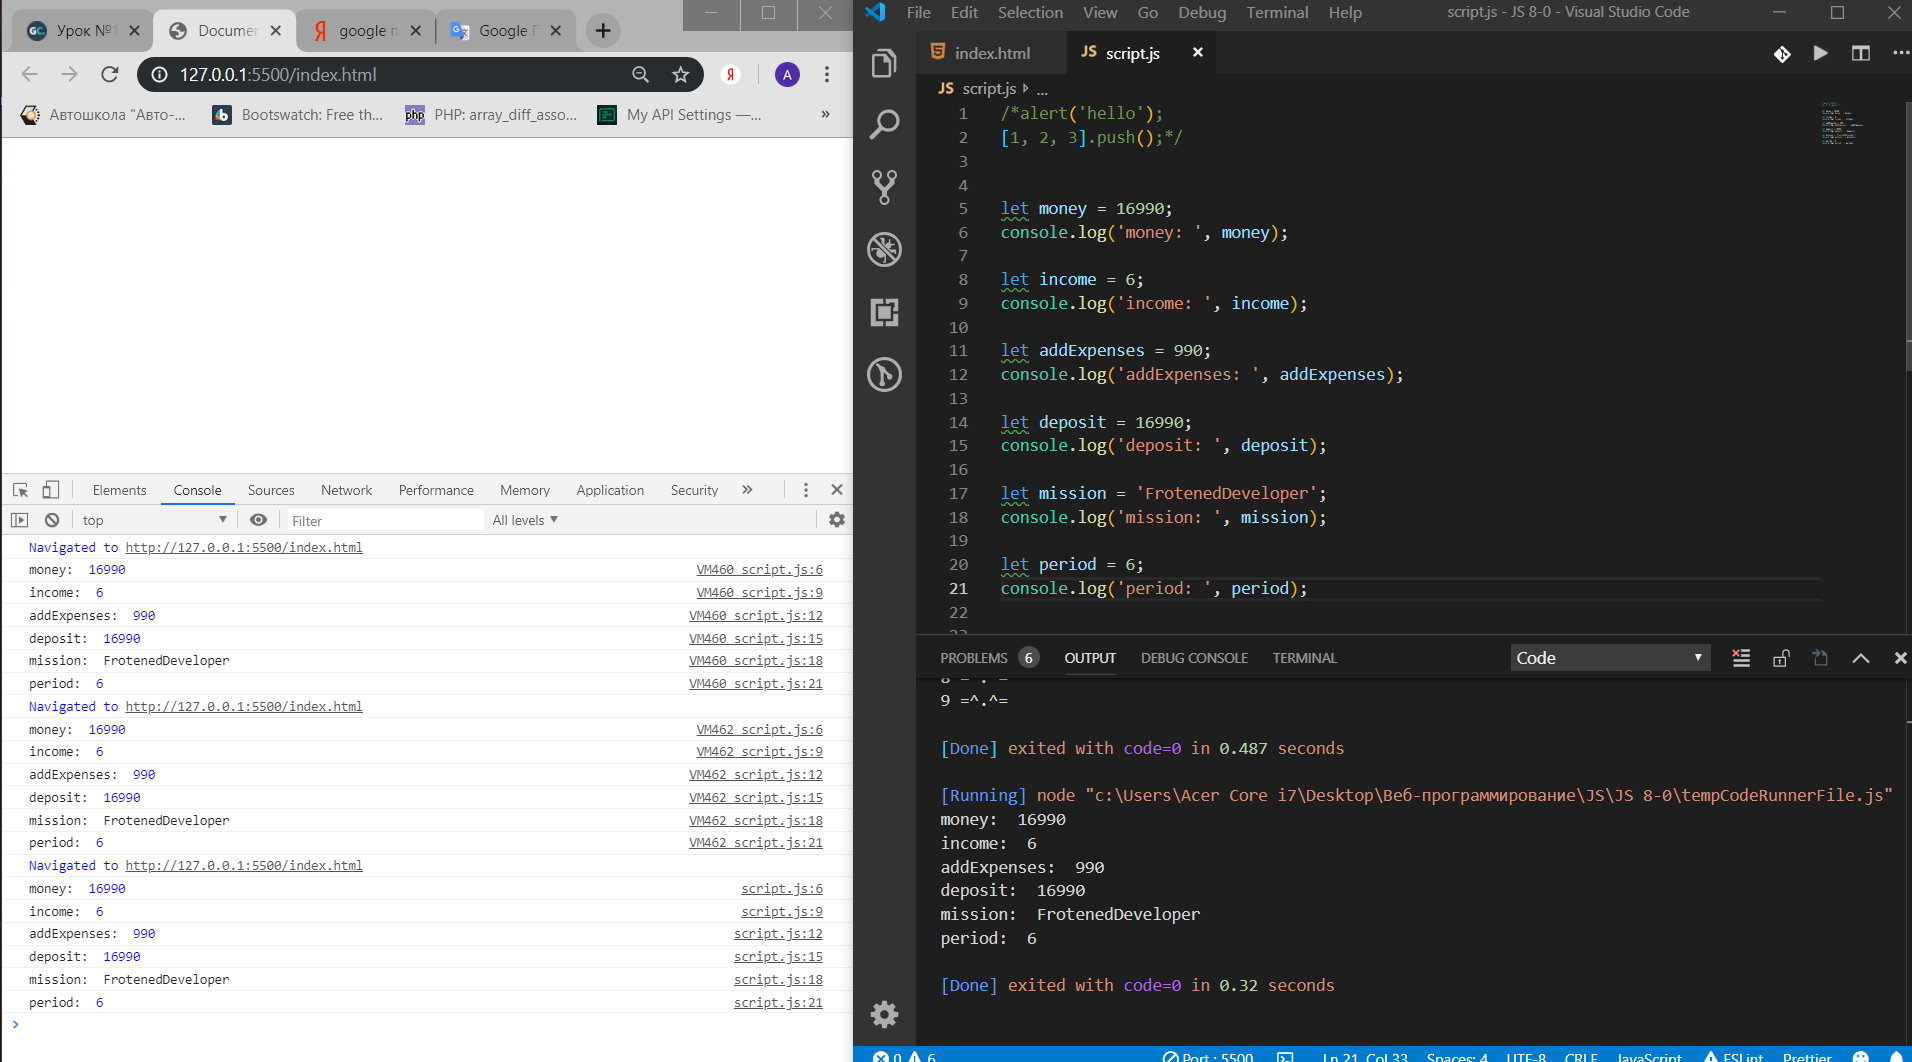 Урок №1
Documen
google п
Google П
127.0.0.1:5500/index.html
Я
A
Автошкола "Авто-...
Bootswatch: Free th...
PHP: array_diff_asso...
My API Settings —...
»
Elements Console Sources Network Performance Memory Application Security »
top
Filter
All levels
Navigated to http://127.0.0.1:5500/index.html
money: 16990 VM460 script.js:6
income: 6 VM460 script.js:9
addExpenses: 990 VM460 script.js:12
deposit: 16990 VM460 script.js:15
mission: FrotenedDeveloper VM460 script.js:18
period: 6 VM460 script.js:21
Navigated to http://127.0.0.1:5500/index.html
money: 16990 VM462 script.js:6
income: 6 VM462 script.js:9
addExpenses: 990 VM462 script.js:12
deposit: 16990 VM462 script.js:15
mission: FrotenedDeveloper VM462 script.js:18
period: 6 VM462 script.js:21
Navigated to http://127.0.0.1:5500/index.html
money: 16990 script.js:6
income: 6 script.js:9
addExpenses: 990 script.js:12
deposit: 16990 script.js:15
mission: FrotenedDeveloper script.js:18
period: 6 script.js:21
File Edit Selection View Go Debug Terminal Help script.js - JS 8-0 - Visual Studio Code
index.html JS script.js
JS script.js › ...
1 /*alert('hello');
2 [1, 2, 3].push();*/
3
4
5 let money = 16990;
6 console.log('money: ', money);
7
8 let income = 6;
9 console.log('income: ', income);
10
11 let addExpenses = 990;
12 console.log('addExpenses: ', addExpenses);
13
14 let deposit = 16990;
15 console.log('deposit: ', deposit);
16
17 let mission = 'FrotenedDeveloper';
18 console.log('mission: ', mission);
19
20 let period = 6;
21 console.log('period: ', period);
22
23
PROBLEMS 6 OUTPUT DEBUG CONSOLE TERMINAL Code
9 =^.^=
[Done] exited with code=0 in 0.487 seconds
[Running] node "c:\Users\Acer Core i7\Desktop\Веб-программирование\JS\JS 8-0\tempCodeRunnerFile.js"
money:  16990
income:  6
addExpenses:  990
deposit:  16990
mission:  FrotenedDeveloper
period:  6
[Done] exited with code=0 in 0.32 seconds
0 6 Port : 5500 Ln 21, Col 33 Spaces: 4 UTF-8 CRLF JavaScript ESLint Prettier